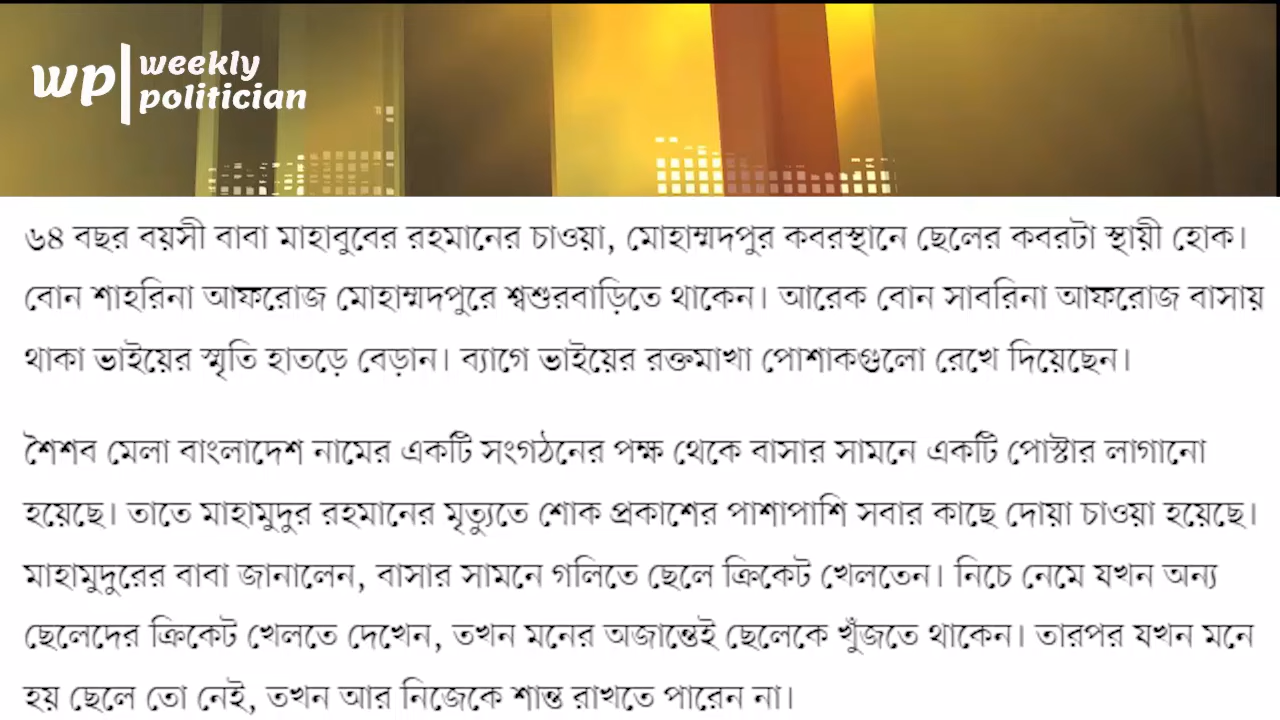 wp weekly
politician
৬৪ বছর বয়সী বাবা মাহাবুবের রহমানের চাওয়া, মোহাম্মদপুর কবরস্থানে ছেলের কবরটা স্থায়ী হোক।
বোন শাহরিনা আফরোজ মোহাম্মদপুরে শ্বশুরবাড়িতে থাকেন। আরেক বোন সাবরিনা আফরোজ বাসায়
থাকা ভাইয়ের স্মৃতি হাতড়ে বেড়ান। ব্যাগে ভাইয়ের রক্তমাখা পোশাকগুলো রেখে দিয়েছেন।
শৈশব মেলা বাংলাদেশ নামের একটি সংগঠনের পক্ষ থেকে বাসার সামনে একটি পোস্টার লাগানো
হয়েছে। তাতে মাহামুদুর রহমানের মৃত্যুতে শোক প্রকাশের পাশাপাশি সবার কাছে দোয়া চাওয়া হয়েছে।
মাহামুদুরের বাবা জানালেন, বাসার সামনে গলিতে ছেলে ক্রিকেট খেলতেন। নিচে নেমে যখন অন্য
ছেলেদের ক্রিকেট খেলতে দেখেন, তখন মনের অজান্তেই ছেলেকে খুঁজতে থাকেন। তারপর যখন মনে
হয় ছেলে তো নেই, তখন আর নিজেকে শান্ত রাখতে পারেন না।